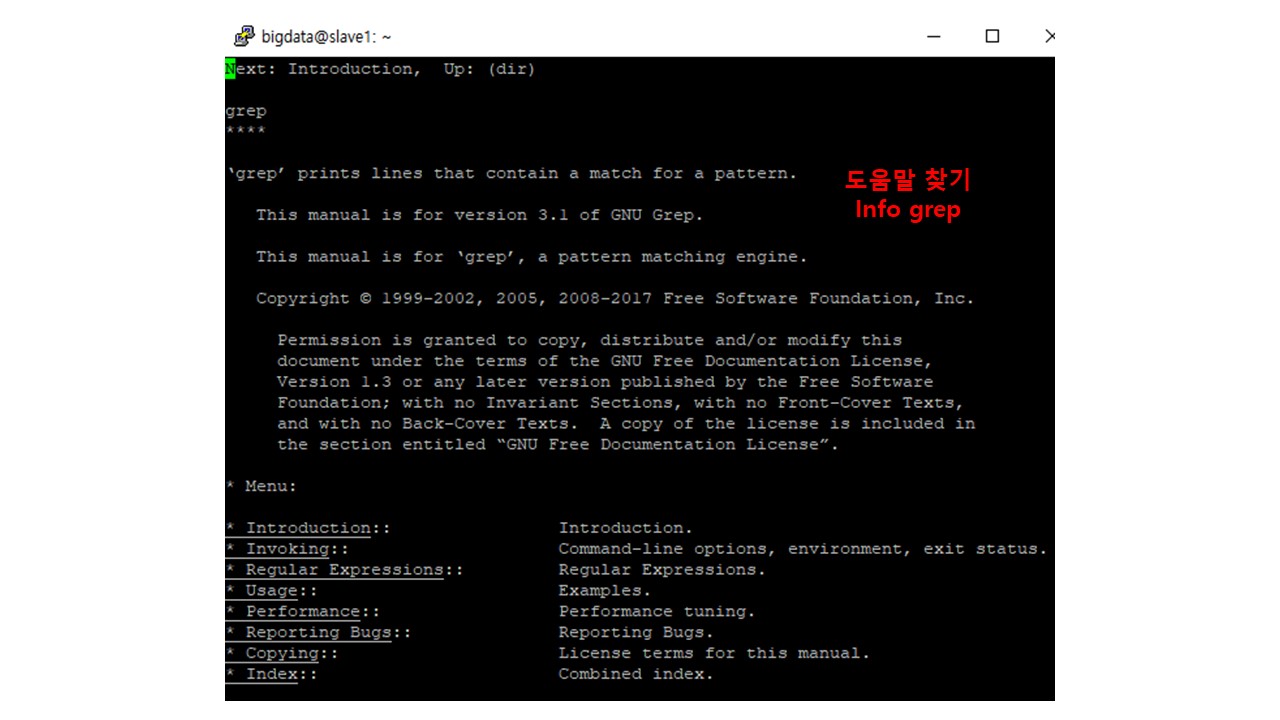 bigdata@slave1: ~
Next: Introduction,  Up: (dir)
grep
****
‘grep’ prints lines that contain a match for a pattern.
도움말 찾기
Info grep
This manual is for version 3.1 of GNU Grep.
This manual is for ‘grep’, a pattern matching engine.
Copyright © 1999-2002, 2005, 2008-2017 Free Software Foundation, Inc.
Permission is granted to copy, distribute and/or modify this
document under the terms of the GNU Free Documentation License,
Version 1.3 or any later version published by the Free Software
Foundation; with no Invariant Sections, with no Front-Cover Texts,
and with no Back-Cover Texts.  A copy of the license is included in
the section entitled “GNU Free Documentation License”.
* Menu:
* Introduction::                Introduction.
* Invoking::                    Command-line options, environment, exit status.
* Regular Expressions::         Regular Expressions.
* Usage::                       Examples.
* Performance::                 Performance tuning.
* Reporting Bugs::              Reporting Bugs.
* Copying::                     License terms for this manual.
* Index::                       Combined index.